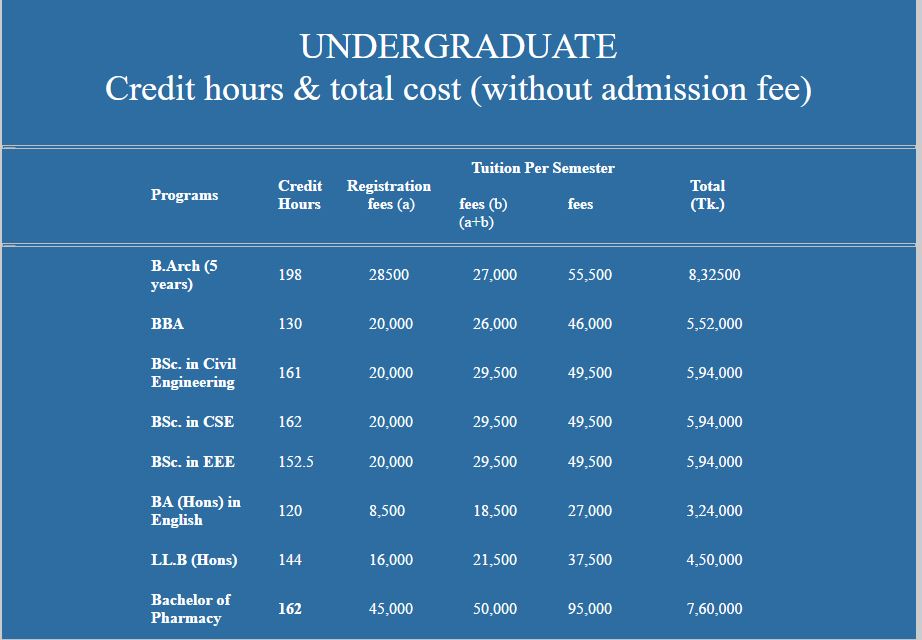 UNDERGRADUATE
Credit hours & total cost (without admission fee)
Tuition Per Semester
Programs Credit Hours Registration fees (a) fees (b) (a+b) fees Total (Tk.)
B.Arch (5 years) 198 28500 27,000 55,500 8,32500
BBA 130 20,000 26,000 46,000 5,52,000
BSc. in Civil Engineering 161 20,000 29,500 49,500 5,94,000
BSc. in CSE 162 20,000 29,500 49,500 5,94,000
BSc. in EEE 152.5 20,000 29,500 49,500 5,94,000
BA (Hons) in English 120 8,500 18,500 27,000 3,24,000
LL.B (Hons) 144 16,000 21,500 37,500 4,50,000
Bachelor of Pharmacy 162 45,000 50,000 95,000 7,60,000